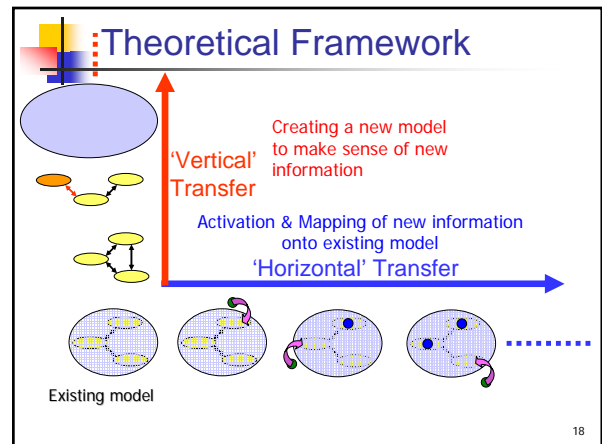 Theoretical Framework
Creating a new model
to make sense of new
information
‘Vertical’
Transfer
Activation & Mapping of new information
onto existing model
‘Horizontal’ Transfer
Existing model
18